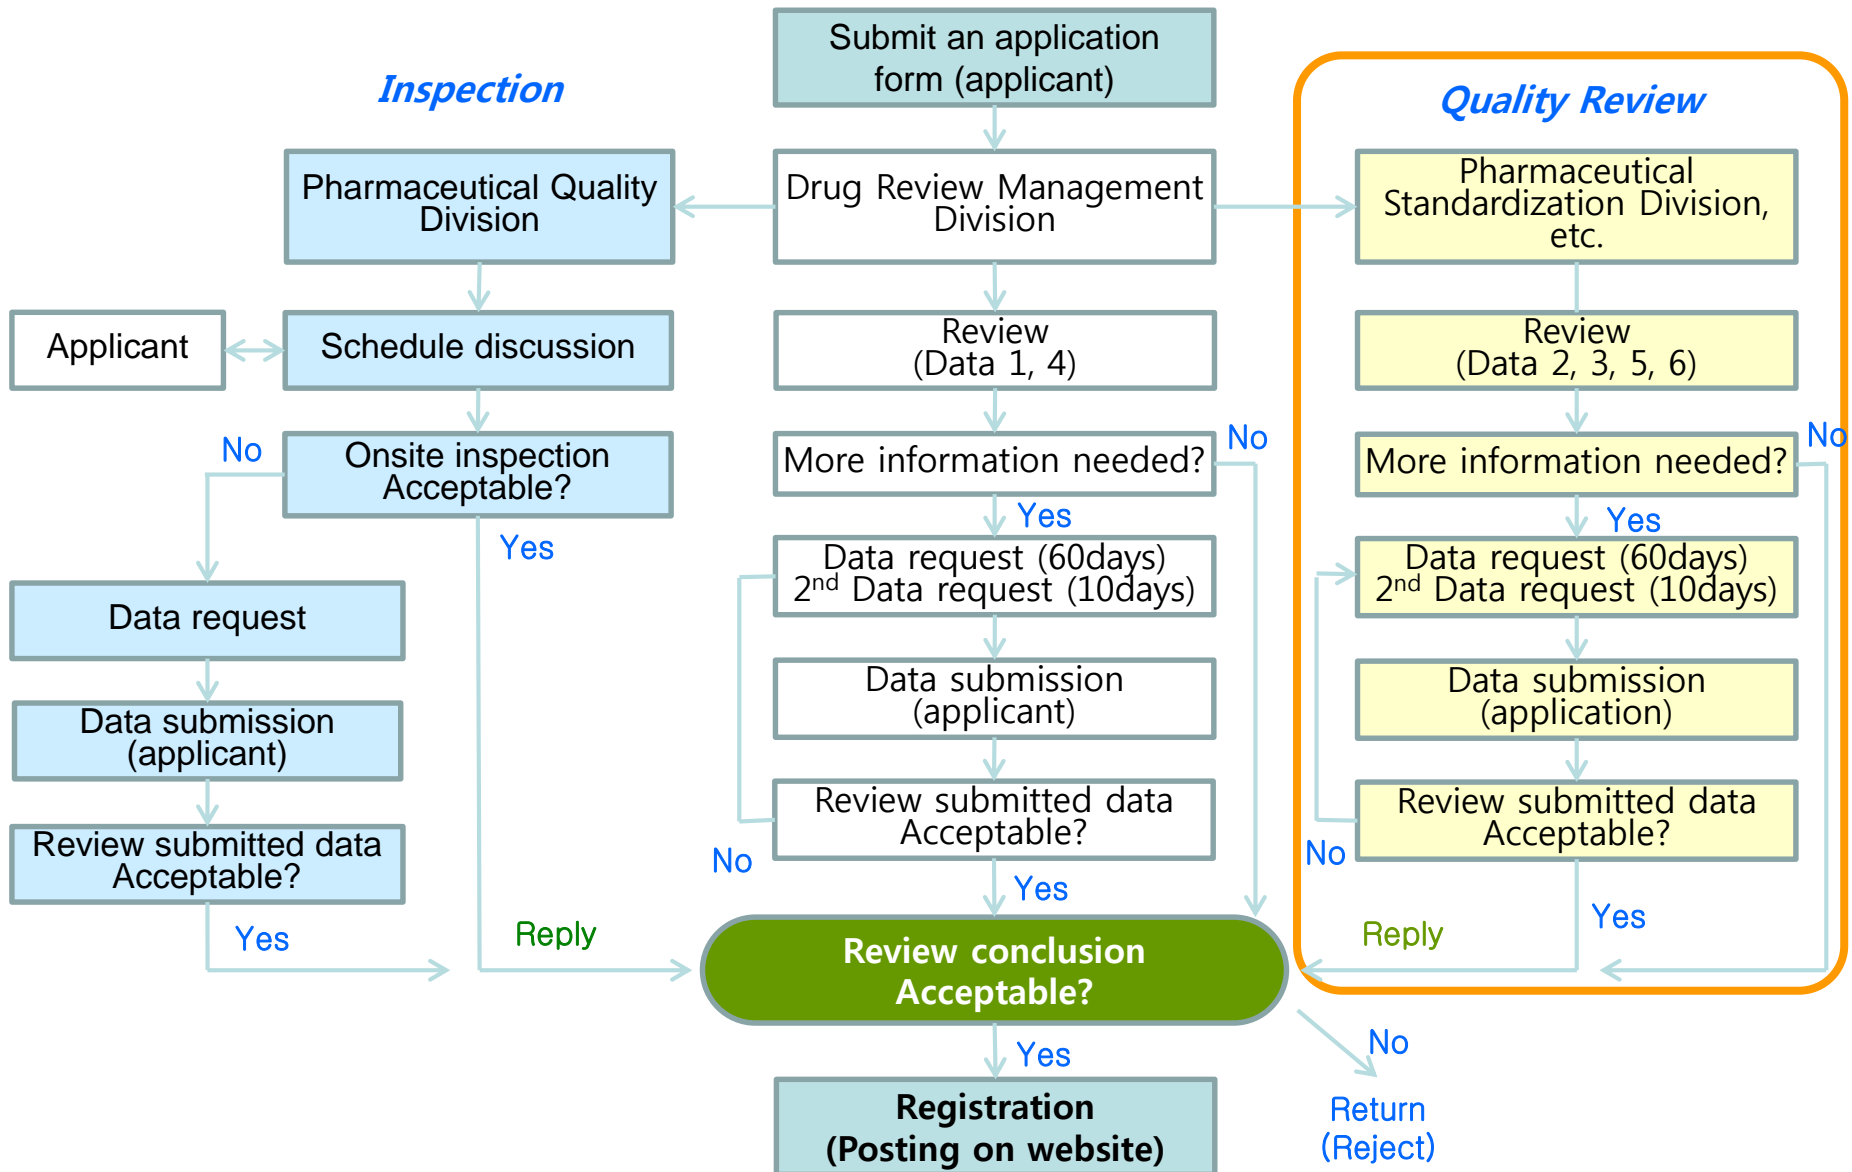 Submit an application
form (applicant)
Inspection
Quality Review
Pharmaceutical Quality
Division
Drug Review Management
Division
Pharmaceutical
Standardization Division,
etc.
Applicant
Schedule discussion
Review
(Data 1, 4)
Review
(Data 2, 3, 5, 6)
No
Onsite inspection
Acceptable?
Yes
More information needed?
No
Yes
More information needed?
No
Yes
Data request
Data request (60days)
2nd Data request (10days)
Data request (60days)
2nd Data request (10days)
Data submission
(applicant)
Data submission
(applicant)
Data submission
(application)
Review submitted data
Acceptable?
Yes
Review submitted data
Acceptable?
No
Yes
Review submitted data
Acceptable?
No
Yes
Reply
Reply
Review conclusion
Acceptable?
Yes
No
Registration
(Posting on website)
Return
(Reject)